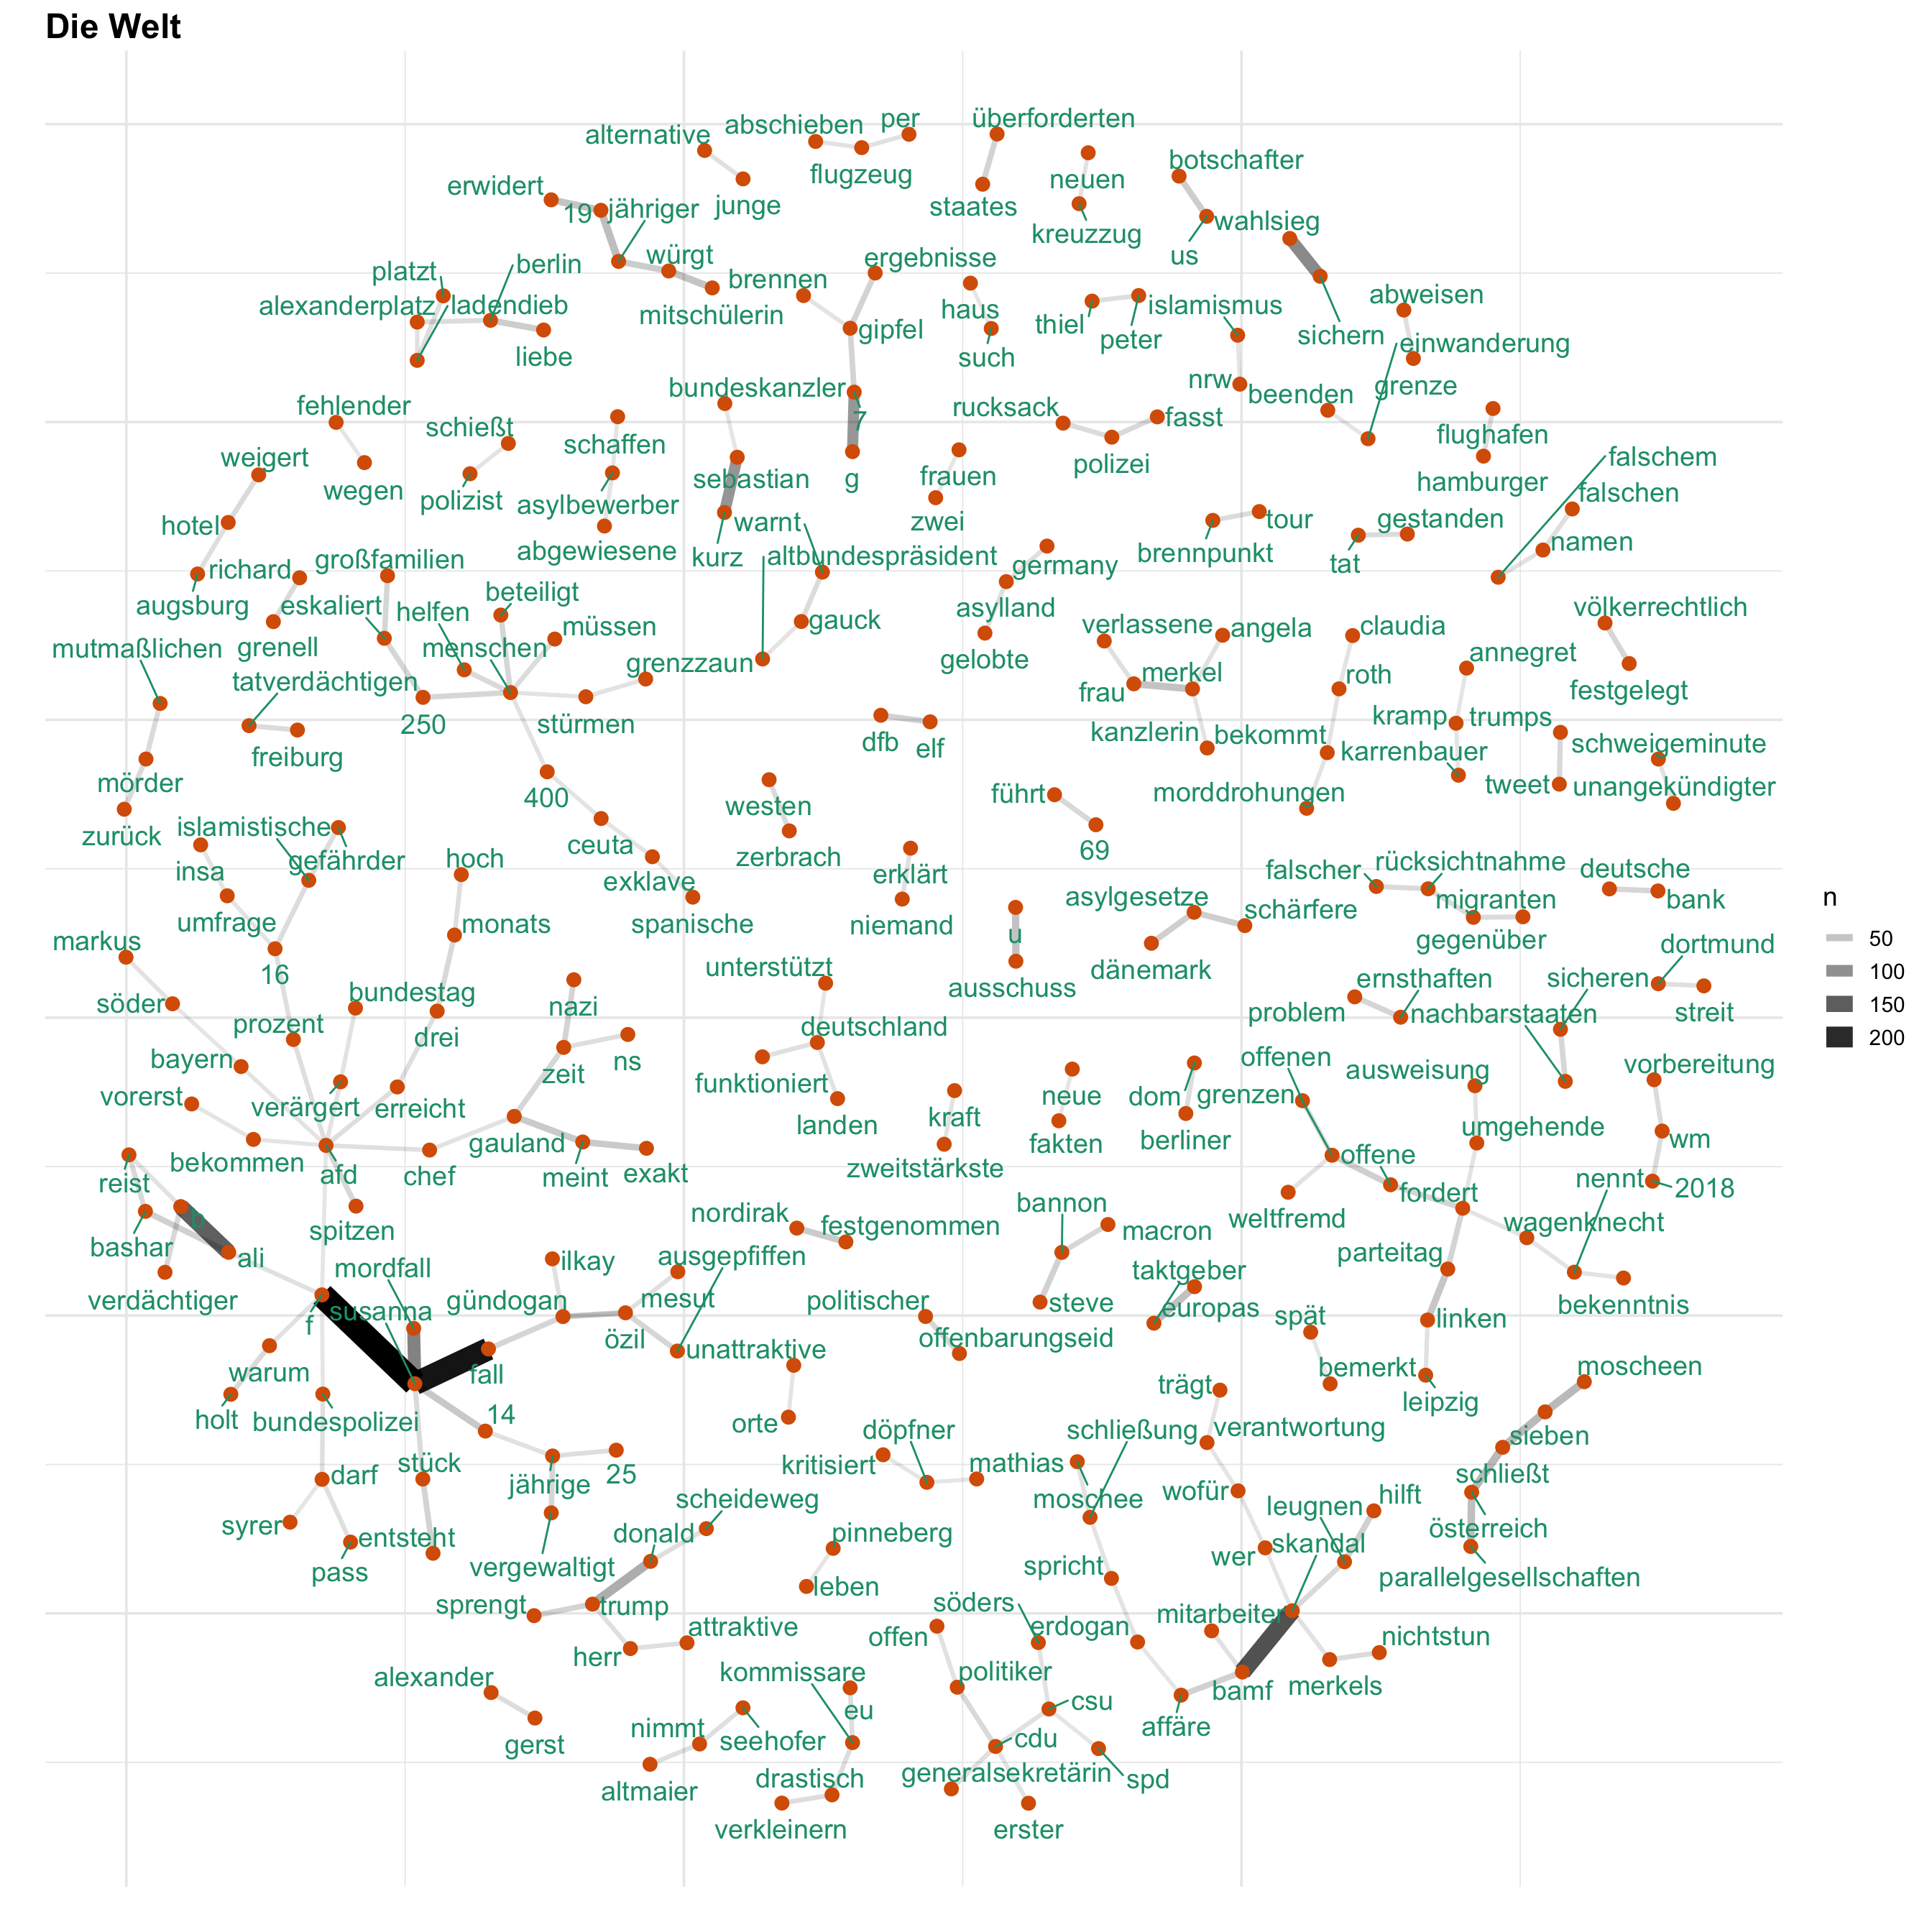 Die Welt
alternative
abschieben
per
überforderten
flugzeug
botschafter
erwidert
neuen
19
jähriger
junge
staates
wahlsieg
kreuzzug
us
würgt
ergebnisse
berlin
platzt
brennen
alexanderplatz
ladendieb
mitschülerin
haus
islamismus
abweisen
gipfel
thiel
peter
sichern
einwanderung
liebe
such
bundeskanzler
nrw
beenden
grenze
fehlender
rucksack
fasst
7
schießt
schaffen
flughafen
weigert
polizei
falschem
sebastian
g
frauen
wegen
polizist
asylbewerber
hamburger
falschen
hotel
warnt
zwei
tour
gestanden
abgewiesene
kurz
altbundespräsident
brennpunkt
namen
richard
großfamilien
germany
tat
augsburg
eskaliert
helfen
beteiligt
asylland
völkerrechtlich
mutmaßlichen
grenell
menschen
müssen
gauck
verlassene
angela
claudia
grenzzaun
gelobte
annegret
tatverdächtigen
merkel
roth
festgelegt
frau
250
stürmen
kramp
trumps
freiburg
dfb
elf
kanzlerin
bekommt
karrenbauer
schweigeminute
mörder
400
westen
führt
morddrohungen
tweet
unangekündigter
zurück
islamistische
ceuta
zerbrach
69
gefährder
hoch
insa
exklave
erklärt
falscher
rücksichtnahme
deutsche
umfrage
monats
spanische
niemand
asylgesetze
schärfere
migranten
bank
markus
u
gegenüber
dortmund
16
unterstützt
dänemark
söder
bundestag
nazi
ausschuss
ernsthaften
sicheren
prozent
drei
deutschland
problem
nachbarstaaten
streit
bayern
zeit
ns
funktioniert
offenen
ausweisung
vorbereitung
vorerst
verärgert
erreicht
landen
kraft
neue
dom
grenzen
gauland
fakten
berliner
umgehende
wm
bekommen
afd
chef
meint
exakt
zweitstärkste
offene
reist
nennt
2018
b
spitzen
nordirak
festgenommen
bannon
macron
weltfremd
fordert
wagenknecht
bashar
ali
mordfall
ilkay
ausgepfiffen
parteitag
verdächtiger
taktgeber
f
susanna
gündogan
mesut
politischer
steve
europas
spät
bekenntnis
özil
offenbarungseid
linken
warum
fall
unattraktive
bemerkt
moscheen
holt
bundespolizei
14
orte
trägt
leipzig
döpfner
schließung
verantwortung
sieben
darf
stück
jährige
25
kritisiert
mathias
schließt
syrer
scheideweg
moschee
wofür
leugnen
hilft
pass
entsteht
donald
pinneberg
wer
skandal
österreich
vergewaltigt
spricht
parallelgesellschaften
sprengt
trump
leben
söders
mitarbeiter
attraktive
offen
erdogan
nichtstun
herr
alexander
kommissare
politiker
csu
bamf
merkels
eu
gerst
nimmt
seehofer
cdu
affäre
altmaier
drastisch
generalsekretärin
spd
verkleinern
erster
n
50
100
150
200